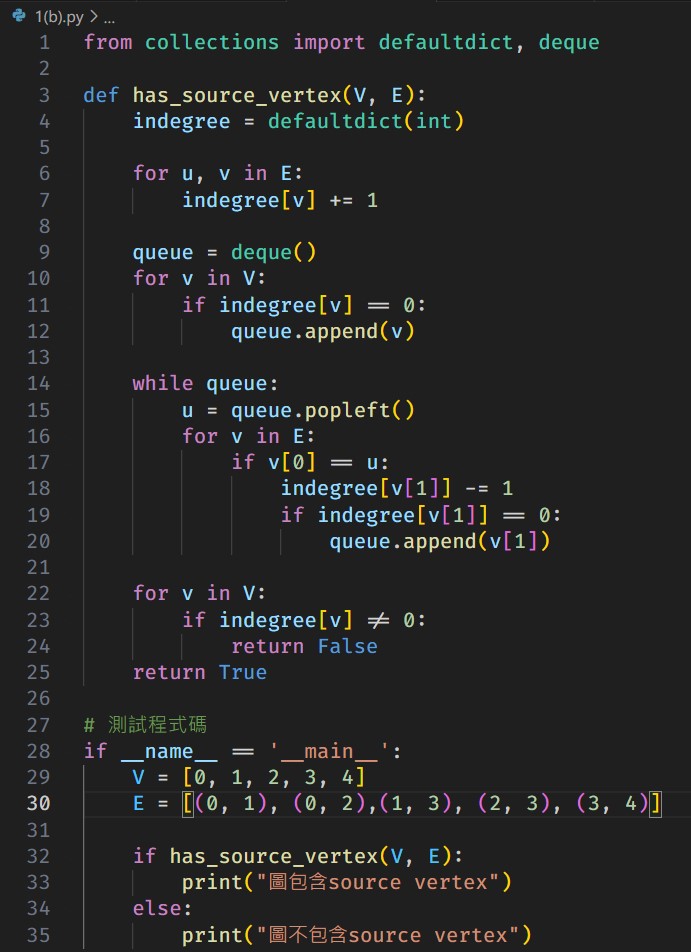 1(b).py > ...
1 from collections import defaultdict, deque
2
3 def has_source_vertex(V, E):
4     indegree = defaultdict(int)
5
6     for u, v in E:
7         indegree[v] += 1
8
9     queue = deque()
10     for v in V:
11         if indegree[v] == 0:
12             queue.append(v)
13
14     while queue:
15         u = queue.popleft()
16         for v in E:
17             if v[0] == u:
18                 indegree[v[1]] -= 1
19                 if indegree[v[1]] == 0:
20                     queue.append(v[1])
21
22     for v in V:
23         if indegree[v] != 0:
24             return False
25     return True
26
27 # 測試程式碼
28 if __name__ == '__main__':
29     V = [0, 1, 2, 3, 4]
30     E = [(0, 1), (0, 2),(1, 3), (2, 3), (3, 4)]
31
32     if has_source_vertex(V, E):
33         print("圖包含source vertex")
34     else:
35         print("圖不包含source vertex")